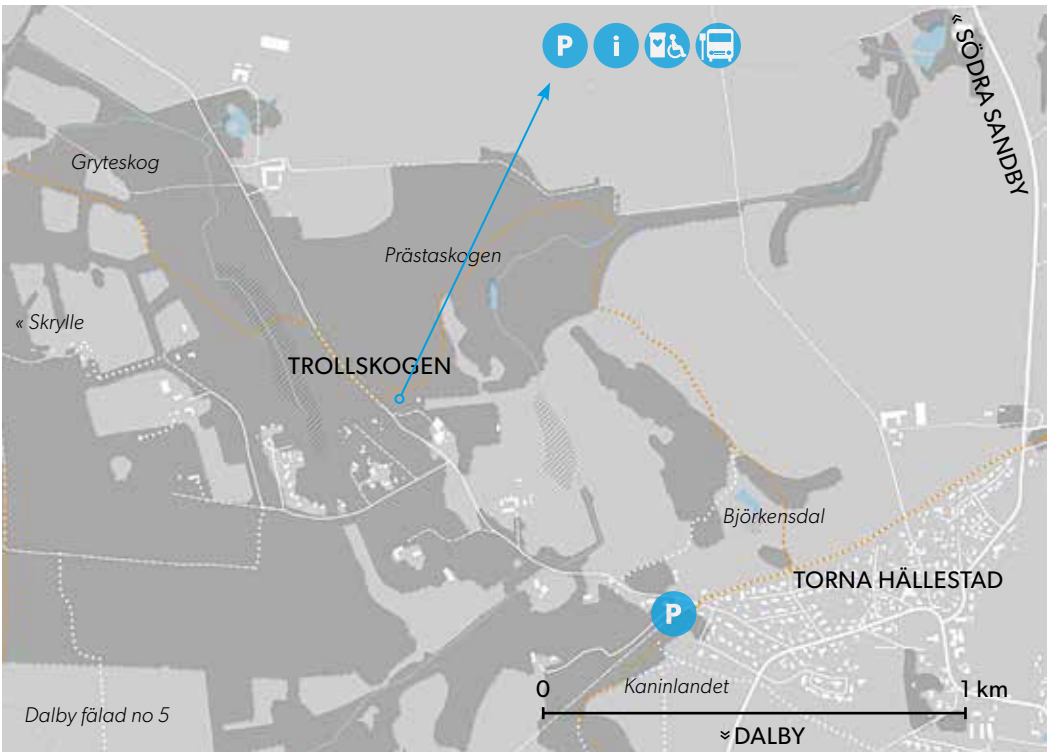 P i
« SÖDRA SANDBY
Gryteskog
Prästaskogen
« Skrylle
TROLLSKOGEN
Björkensdal
TORNA HÄLLESTAD
P
Kaninlandet
0 1 km
Dalby fälad no 5
« DALBY